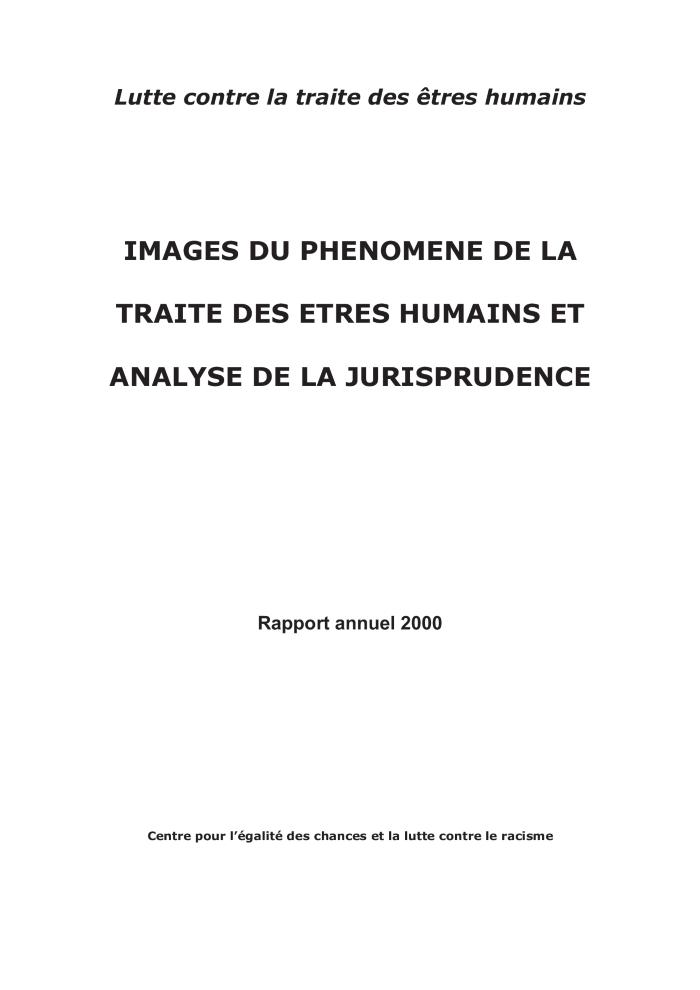 Lutte contre la traite des êtres humains
IMAGES DU PHENOMENE DE LA
TRAITE DES ETRES HUMAINS ET
ANALYSE DE LA JURISPRUDENCE
Rapport annuel 2000
Centre pour l’égalité des chances et la lutte contre le racisme